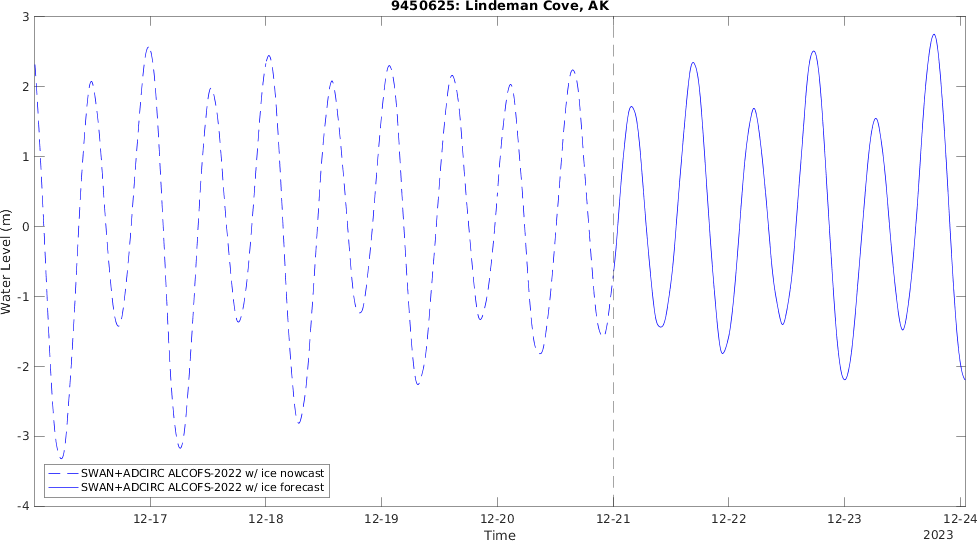 9450625: Lindeman Cove, AK
3
2
1
0
-1
-2
-3
-4
Water Level (m)
SWAN+ADCIRC ALCOFS-2022 w/ ice nowcast
SWAN+ADCIRC ALCOFS-2022 w/ ice forecast
12-17 12-18 12-19 12-20 12-21 12-22 12-23 12-24
Time
2023